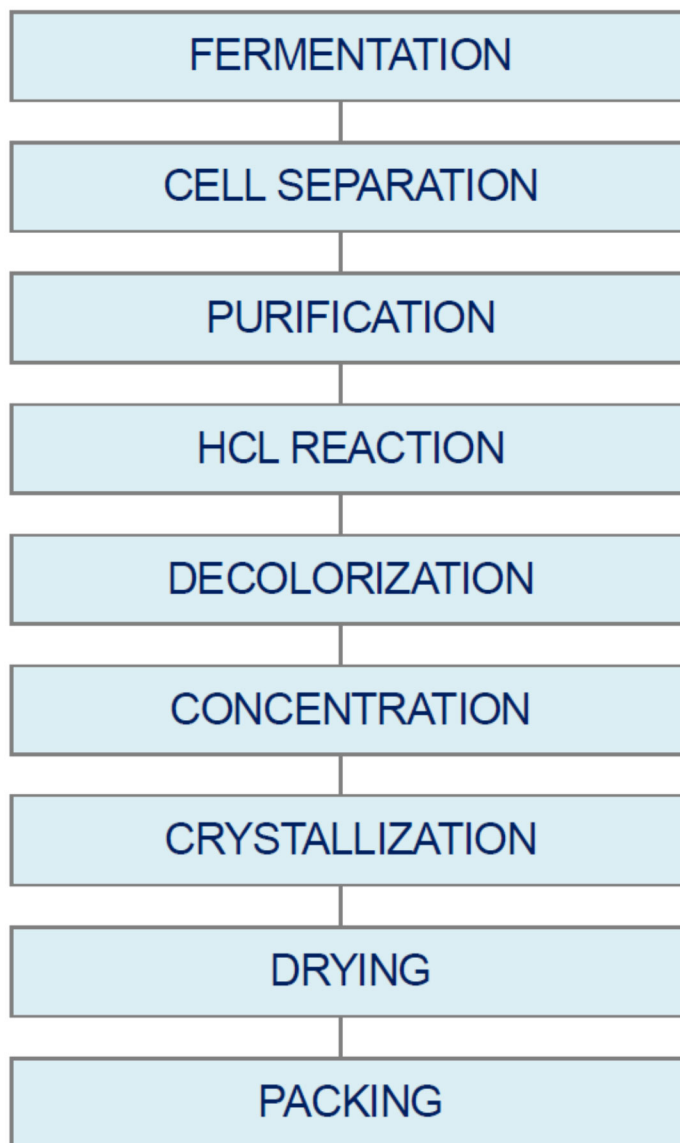 FERMENTATION
CELL SEPARATION
PURIFICATION
HCL REACTION
DECOLORIZATION
CONCENTRATION
CRYSTALLIZATION
DRYING
PACKING